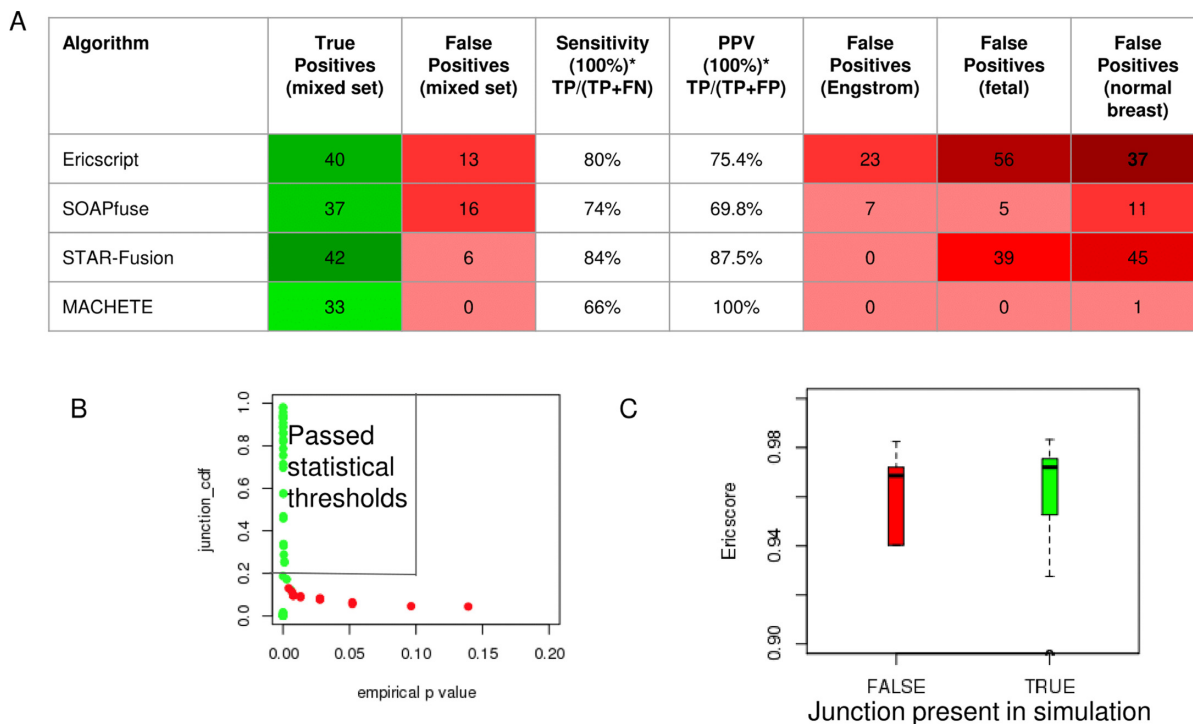 A
Algorithm
True
Positives
(mixed set)
False
Positives
(mixed set)
Sensitivity
(100%)*
TP/(TP+FN)
PPV
(100%)*
TP/(TP+FP)
False
Positives
(Engstrom)
False
Positives
(fetal)
False
Positives
(normal
breast)
Ericscript 40 13 80% 75.4% 23 56 37
SOAPfuse 37 16 74% 69.8% 7 5 11
STAR-Fusion 42 6 84% 87.5% 0 39 45
MACHETE 33 0 66% 100% 0 0 1
B
junction_cdf
1.0
0.8
0.6
0.4
0.2
0.0
Passed
statistical
thresholds
0.00 0.05 0.10 0.15 0.20
empirical p value
C
Ericscore
0.98
0.94
0.90
FALSE TRUE
Junction present in simulation